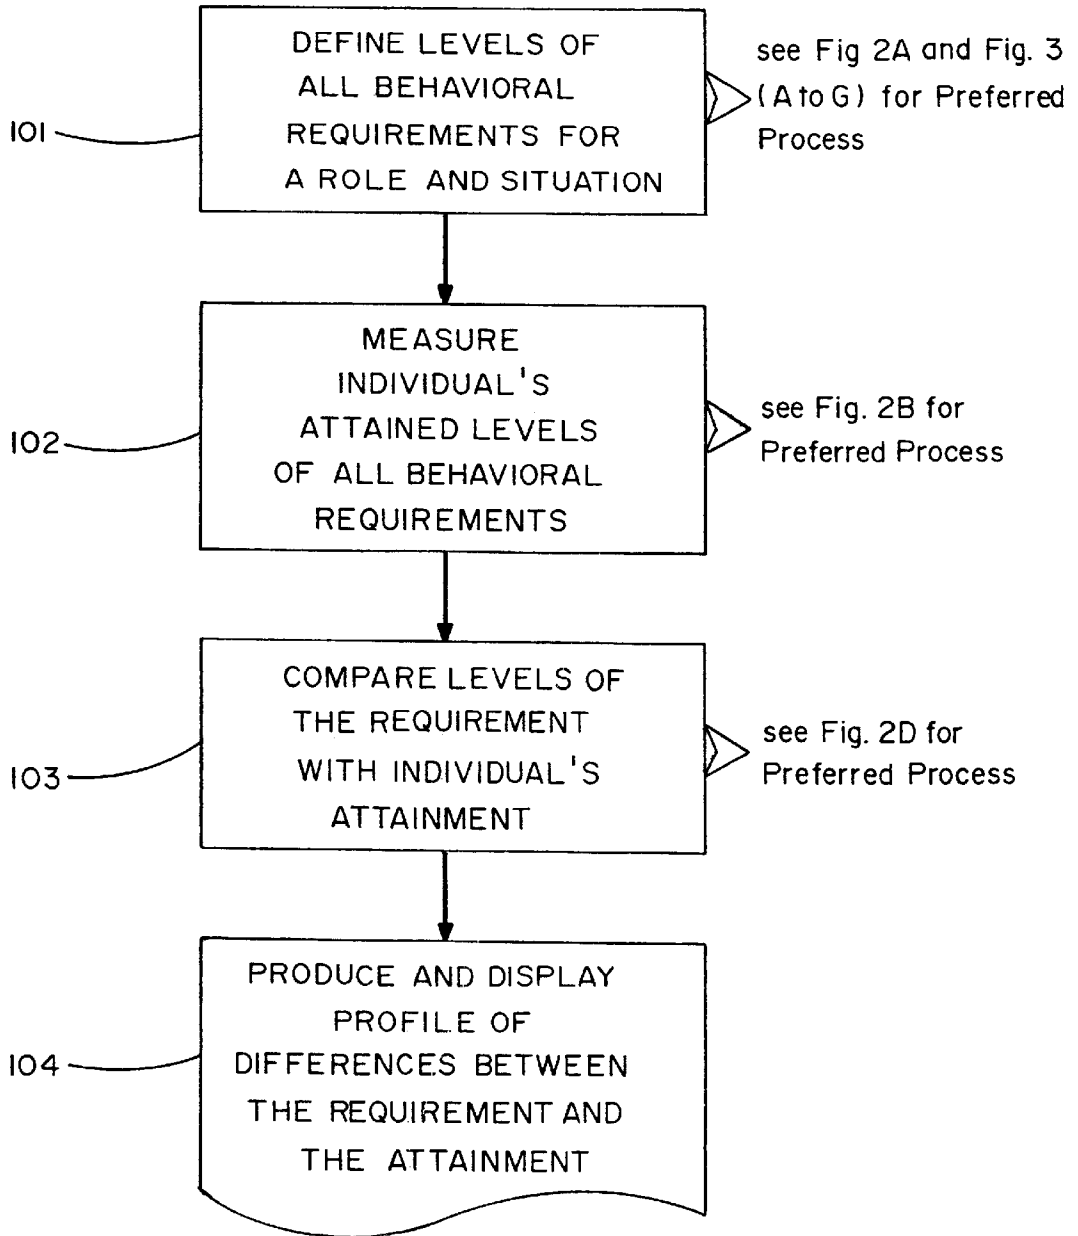 DEFINE LEVELS OF
ALL BEHAVIORAL
REQUIREMENTS FOR
A ROLE AND SITUATION
101
see Fig 2A and Fig. 3
(A to G) for Preferred
Process
MEASURE
INDIVIDUAL'S
ATTAINED LEVELS
OF ALL BEHAVIORAL
REQUIREMENTS
102
see Fig. 2B for
Preferred Process
COMPARE LEVELS OF
THE REQUIREMENT
WITH INDIVIDUAL'S
ATTAINMENT
103
see Fig. 2D for
Preferred Process
PRODUCE AND DISPLAY
PROFILE OF
DIFFERENCES BETWEEN
THE REQUIREMENT AND
THE ATTAINMENT
104